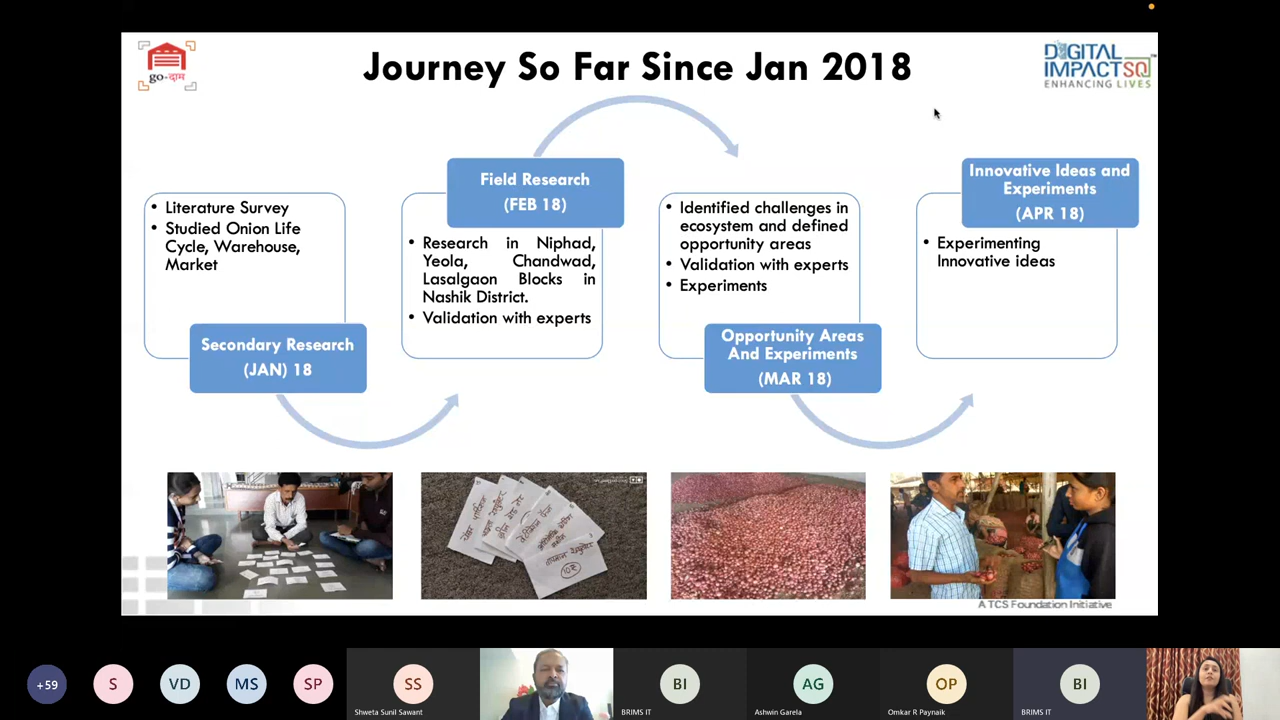 Journey So Far Since Jan 2018
go-दाम
DIGITAL
IMPACTSQ
ENHANCING LIVES
Literature Survey
Studied Onion Life
Cycle, Warehouse,
Market
Secondary Research
(JAN) 18
Field Research
(FEB 18)
Research in Niphad,
Yeola, Chandwad,
Lasalgaon Blocks in
Nashik District.
Validation with experts
Identified challenges in
ecosystem and defined
opportunity areas
Validation with experts
Experiments
Opportunity Areas
And Experiments
(MAR 18)
Innovative Ideas and
Experiments
(APR 18)
Experimenting
Innovative ideas
A TCS Foundation Initiative
+59
S
VD
MS
SP
SS
Shweta Sunil Sawant
BI
BRIMS IT
AG
Ashwin Garela
OP
Omkar R Paynaik
BI
BRIMS IT